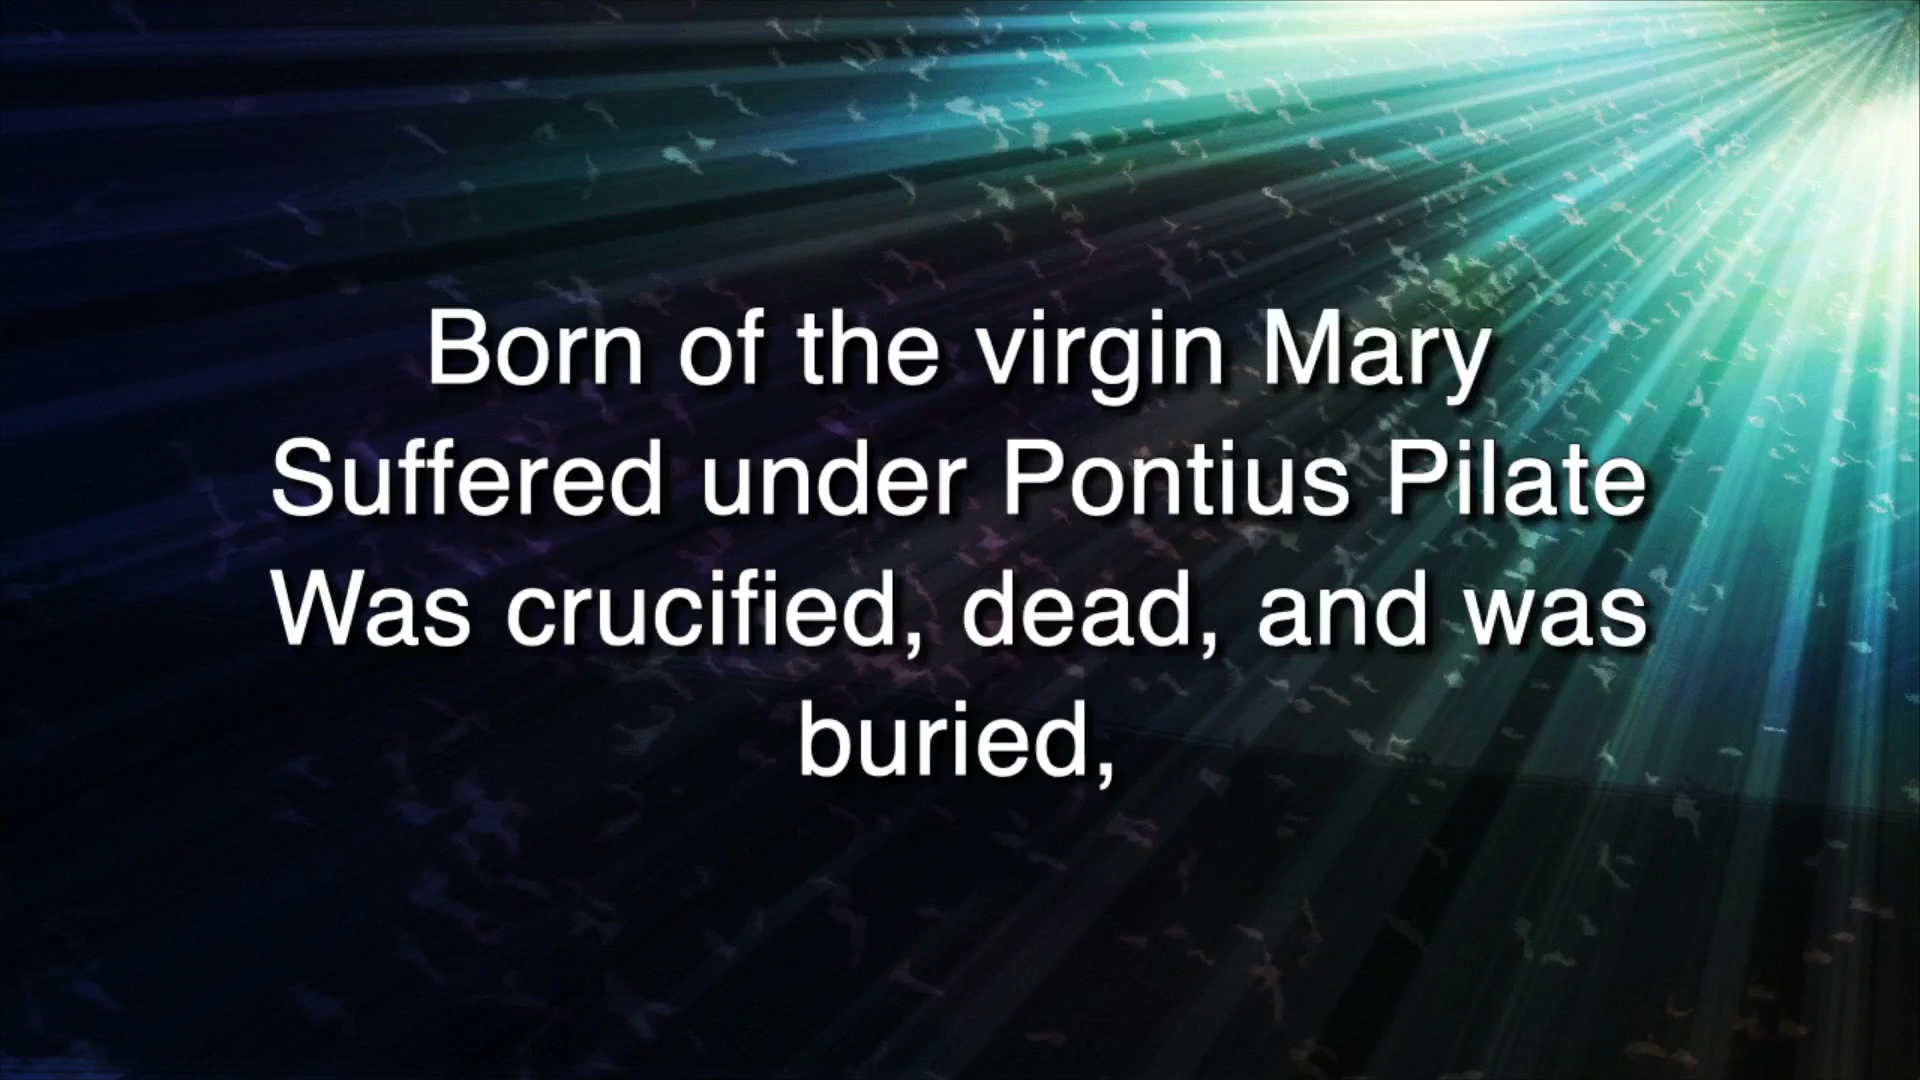 Born of the virgin Mary
Suffered under Pontius Pilate
Was crucified, dead, and was
buried,